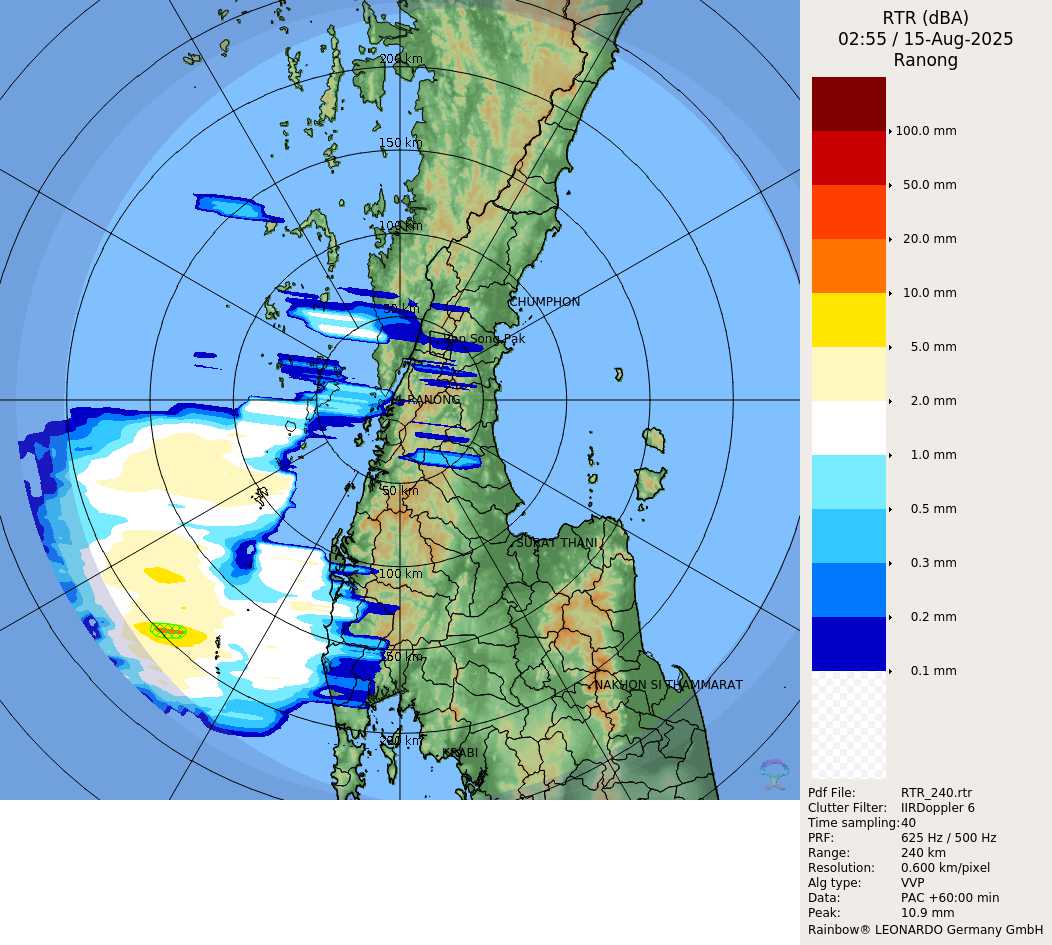 RTR (dBA)
02:55 / 15-Aug-2025
Ranong
200 km
150 km
100 km
50 km
CHUMPHON
Ban Song Pak
RANONG
50 km
SURAT THANI
100 km
150 km
NAKHON SI THAMMARAT
200 km
KRABI
100.0 mm
50.0 mm
20.0 mm
10.0 mm
5.0 mm
2.0 mm
1.0 mm
0.5 mm
0.3 mm
0.2 mm
0.1 mm
Pdf File: RTR_240.rtr
Clutter Filter: IIRDoppler 6
Time sampling: 40
PRF: 625 Hz / 500 Hz
Range: 240 km
Resolution: 0.600 km/pixel
Alg type: VVP
Data: PAC +60:00 min
Peak: 10.9 mm
Rainbow® LEONARDO Germany GmbH